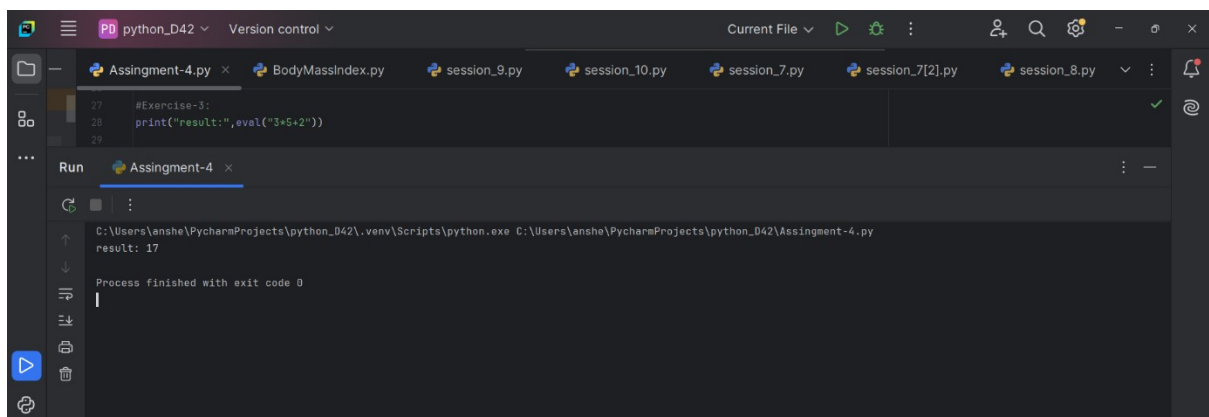 PC
PD python_D42 Version control Current File
Assingment-4.py BodyMassIndex.py session_9.py session_10.py session_7.py session_7[2].py session_8.py
27 #Exercise-3:
28 print("result:",eval("3*5+2"))
29
Run Assingment-4
C:\Users\anshe\PycharmProjects\python_D42\.venv\Scripts\python.exe C:\Users\anshe\PycharmProjects\python_D42\Assingment-4.py
result: 17
Process finished with exit code 0